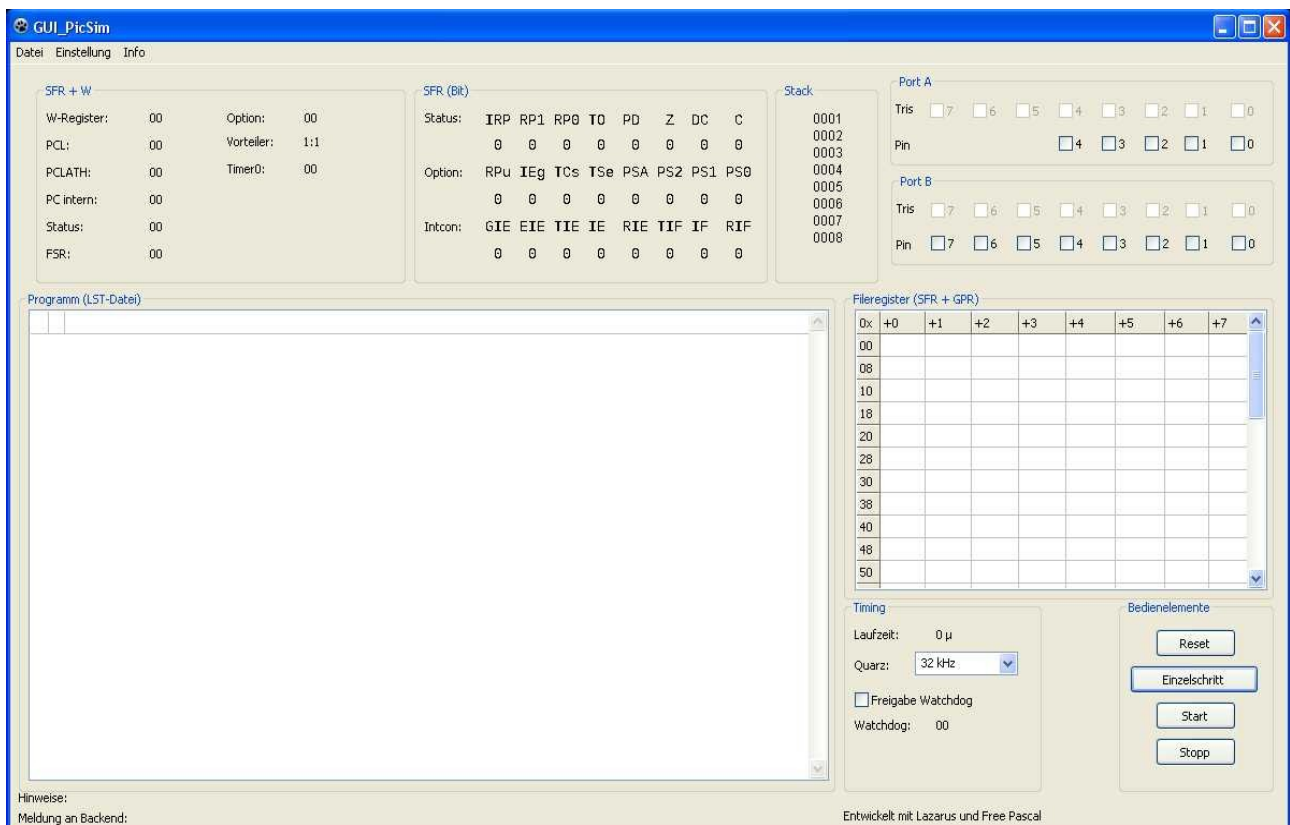 GUI_PicSim
Datei Einstellung Info
SFR + W
W-Register: 00 Option: 00
PCL: 00 Vorteiler: 1:1
PCLATH: 00 Timer0: 00
PC intern: 00
Status: 00
FSR: 00
SFR (Bit)
Status: IRP RP1 RP0 TO PD Z DC C
0 0 0 0 0 0 0 0
Option: RPu IEg TCs TSe PSA PS2 PS1 PS0
0 0 0 0 0 0 0 0
Intcon: GIE EIE TIE IE RIE TIF IF RIF
0 0 0 0 0 0 0 0
Stack
0001
0002
0003
0004
0005
0006
0007
0008
Port A
Tris 7 6 5 4 3 2 1 0
Pin 4 3 2 1 0
Port B
Tris 7 6 5 4 3 2 1 0
Pin 7 6 5 4 3 2 1 0
Programm (LST-Datei)
Fileregister (SFR + GPR)
0x +0 +1 +2 +3 +4 +5 +6 +7
00
08
10
18
20
28
30
38
40
48
50
Timing
Laufzeit: 0 µ
Quarz: 32 kHz
Freigabe Watchdog
Watchdog: 00
Bedienelemente
Reset
Einzelschritt
Start
Stopp
Hinweise:
Meldung an Backend:
Entwickelt mit Lazarus und Free Pascal